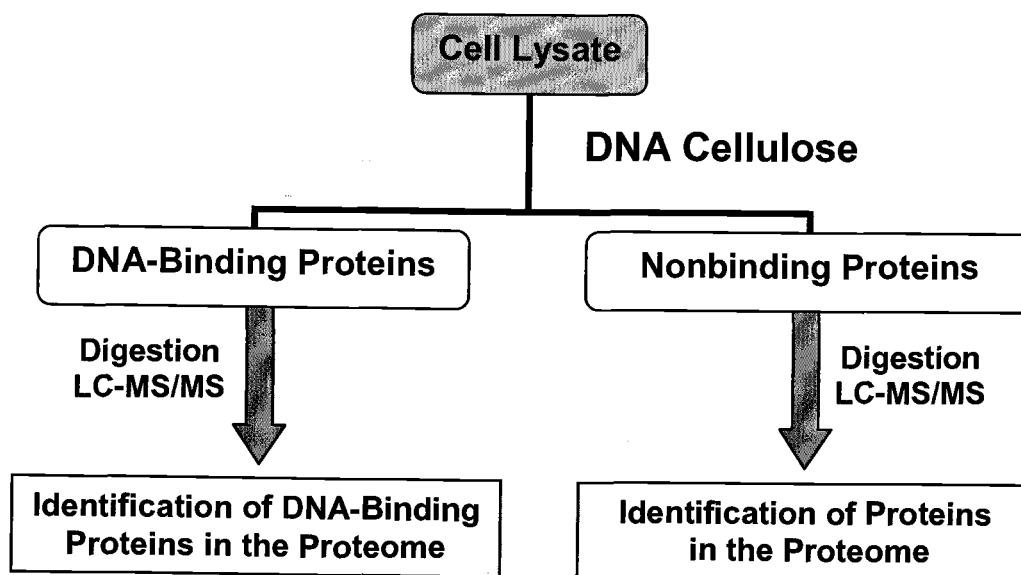 Cell Lysate
DNA Cellulose
DNA-Binding Proteins
Nonbinding Proteins
Digestion
LC-MS/MS
Digestion
LC-MS/MS
Identification of DNA-Binding
Proteins in the Proteome
Identification of Proteins
in the Proteome